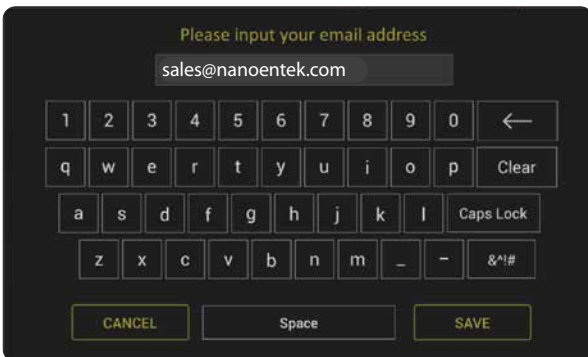 Please input your email address
sales@nanoentek.com
1 2 3 4 5 6 7 8 9 0 ←
q w e r t y u i o p Clear
a s d f g h j k l Caps Lock
z x c v b n m _ - &^!#
CANCEL Space SAVE